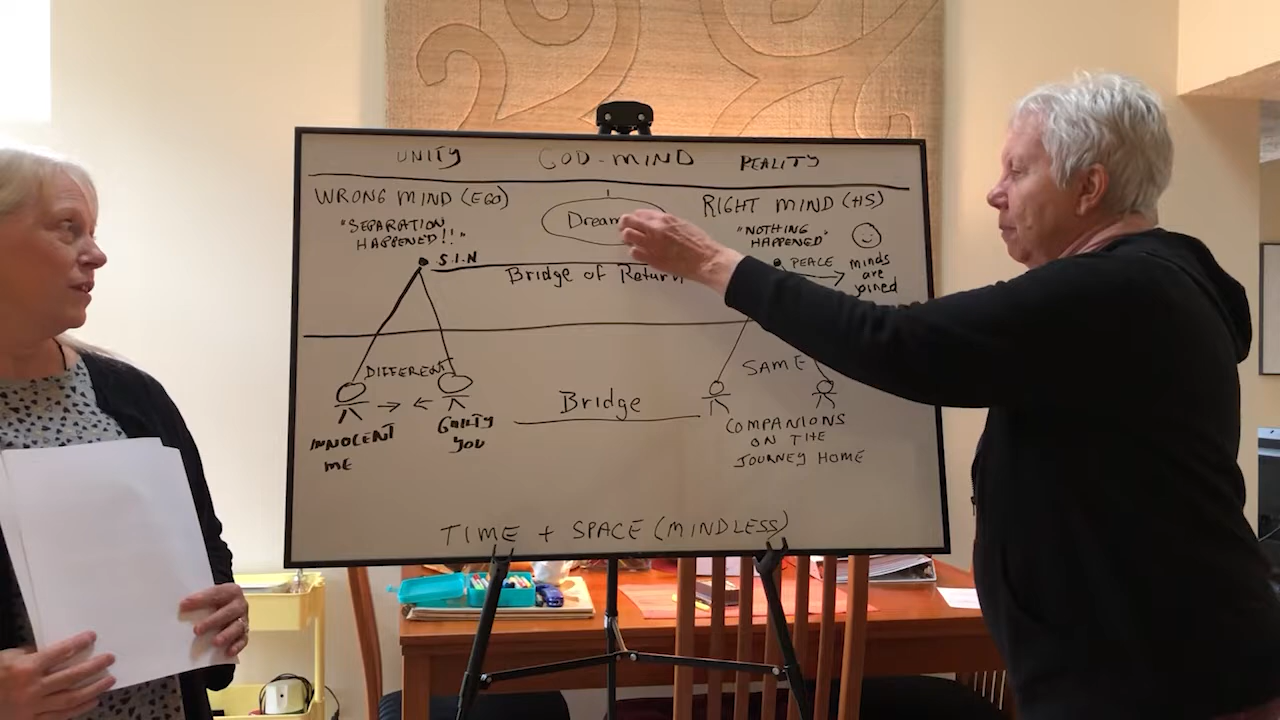 UNITY GOD-MIND REALITY
WRONG MIND (EGO)
"SEPARATION
HAPPENED!!"
S.I.N
Dream
RIGHT MIND (HS)
"NOTHING
HAPPENED"
PEACE
minds
are
joined
Bridge of Return
DIFFERENT
INNOCENT
ME
GUILTY
YOU
Bridge
SAME
COMPANIONS
ON THE
JOURNEY HOME
TIME + SPACE (MINDLESS)